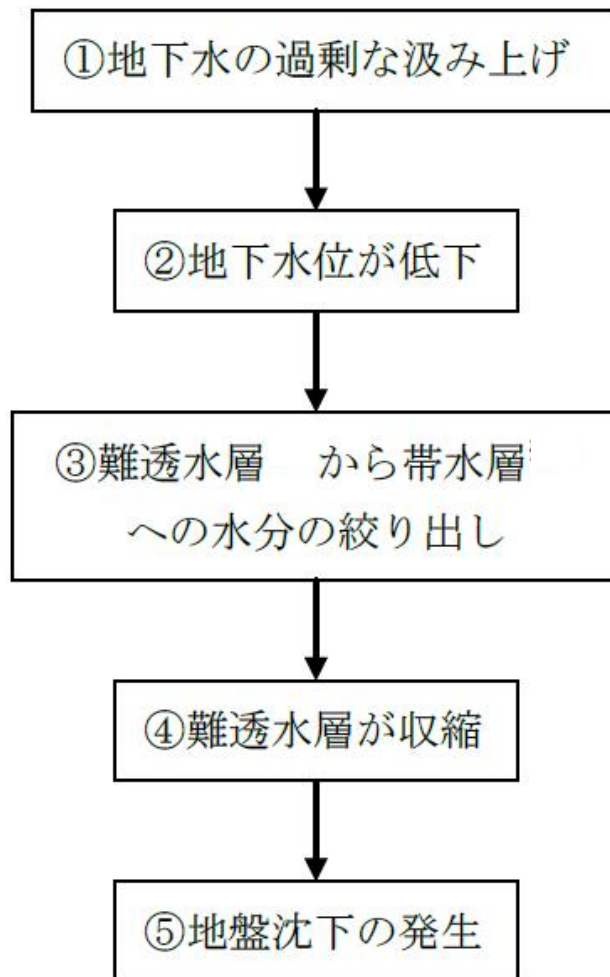 ①地下水の過剰な汲み上げ
②地下水位が低下
③難透水層 から帯水層
への水分の絞り出し
④難透水層が収縮
⑤地盤沈下の発生